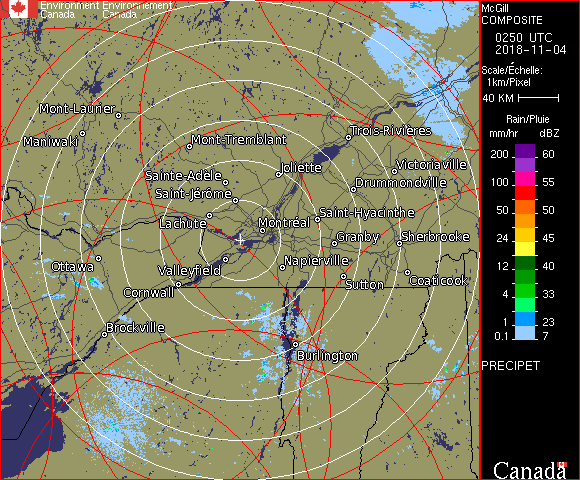 Environment Environnement
Canada Canada
McGill
COMPOSITE
0250 UTC
2018-11-04
Scale/Échelle:
1km/Pixel
40 KM
Rain/Pluie
mm/hr dBZ
200 60
55
100 55
50 50
24 45
12 40
4 33
2 28
1 23
0.1 7
PRECIPET
Canada
Mont-Laurier
Maniwaki
Mont-Tremblant
Trois-Rivières
Joliette
Victoriaville
Sainte-Adèle
Drummondville
Saint-Jérôme
Saint-Hyacinthe
Lachute
Montréal
Granby
Sherbrooke
Ottawa
Valleyfield
Napierville
Cornwall
Sutton
Coaticook
Brockville
Burlington